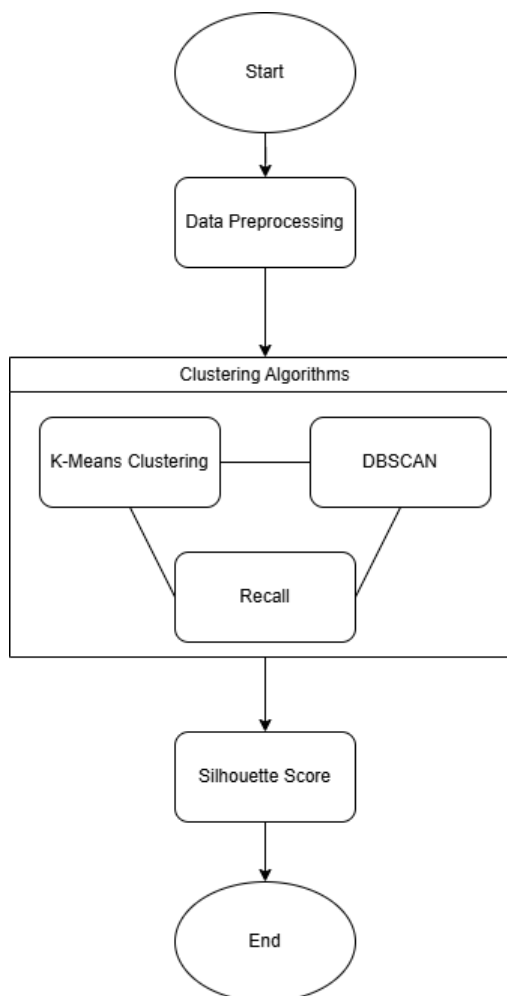 Start
Data Preprocessing
Clustering Algorithms
K-Means Clustering
DBSCAN
Recall
Silhouette Score
End